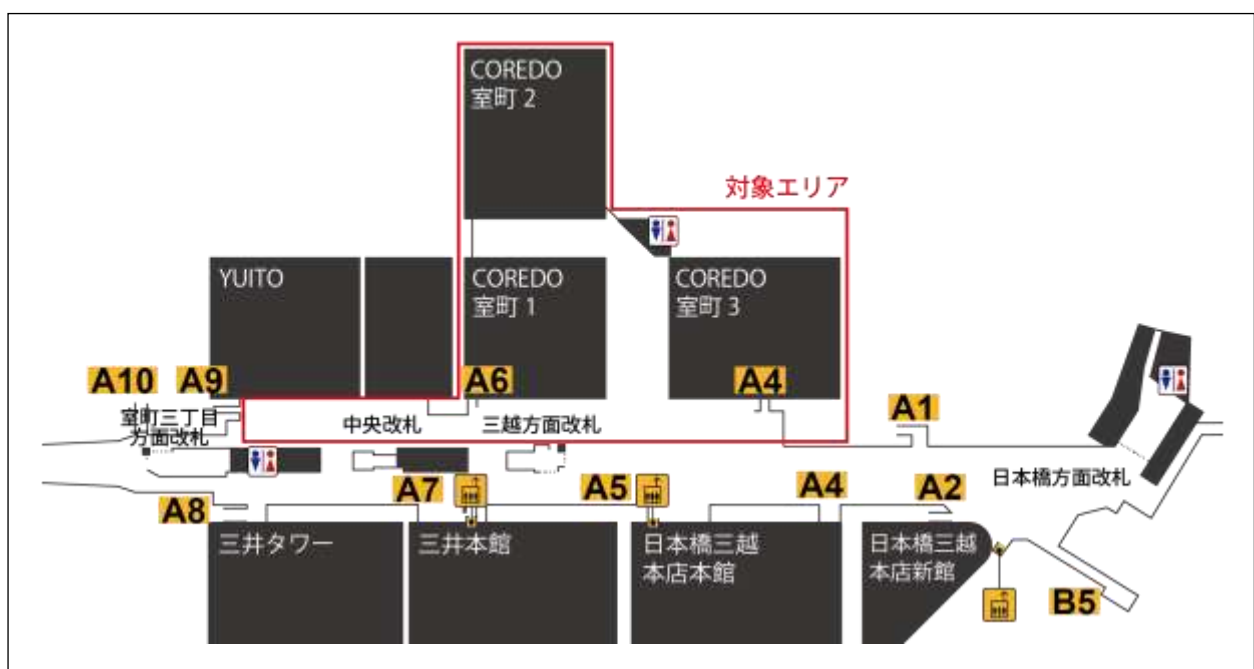 COREDO
室町 2
対象エリア
YUITO
COREDO
室町 1
COREDO
室町 3
A10
A9
A6
A4
A1
室町三丁目
方面改札
中央改札
三越方面改札
日本橋方面改札
A8
A7
A5
A4
A2
三井タワー
三井本館
日本橋三越
本店本館
日本橋三越
本店新館
B5